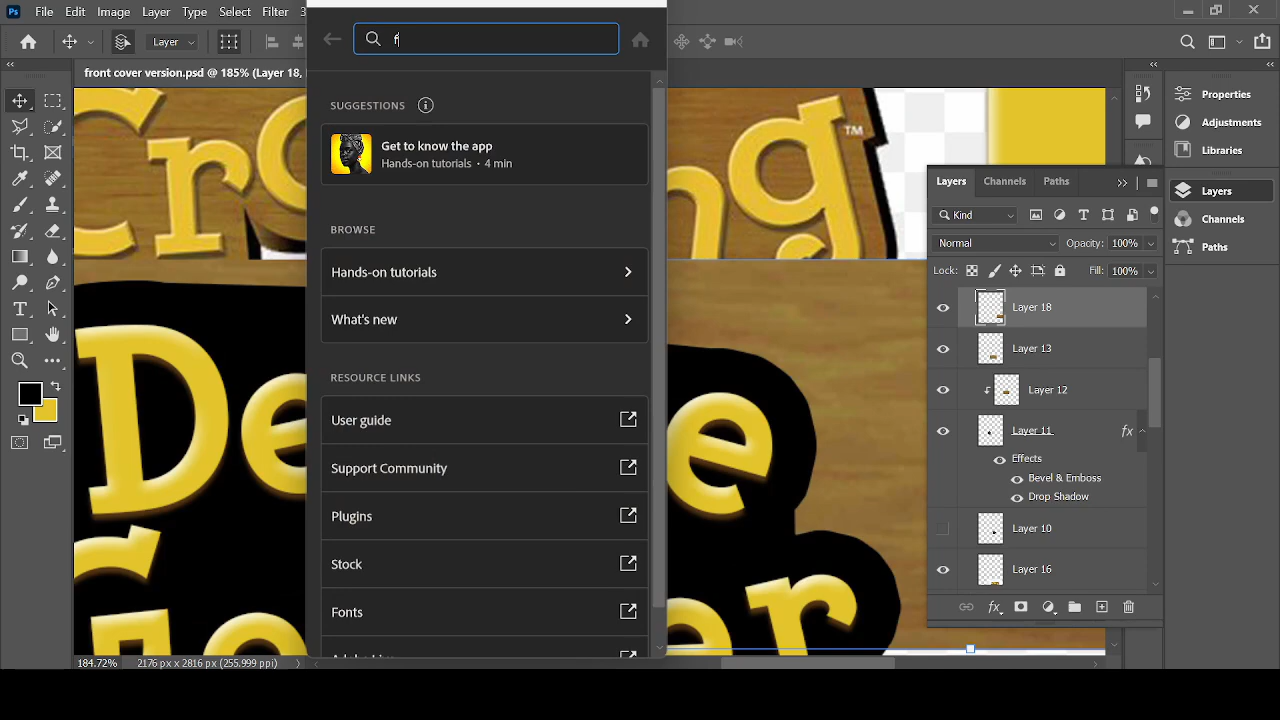 Ps File Edit Image Layer Type Select Filter 3
Layer
f
front cover version.psd @ 185% (Layer 18,
SUGGESTIONS
Get to know the app
Hands-on tutorials • 4 min
BROWSE
Hands-on tutorials
What's new
RESOURCE LINKS
User guide
Support Community
Plugins
Stock
Fonts
Cro
ng
TM
De
e
er
Properties
Adjustments
Libraries
Layers
Channels
Paths
Layers Channels Paths
Kind
Normal Opacity: 100%
Lock: Fill: 100%
Layer 18
Layer 13
Layer 12
Layer 11 fx
Effects
Bevel & Emboss
Drop Shadow
Layer 10
Layer 16
fx
184.72% 2176 px x 2816 px (255.999 ppi)